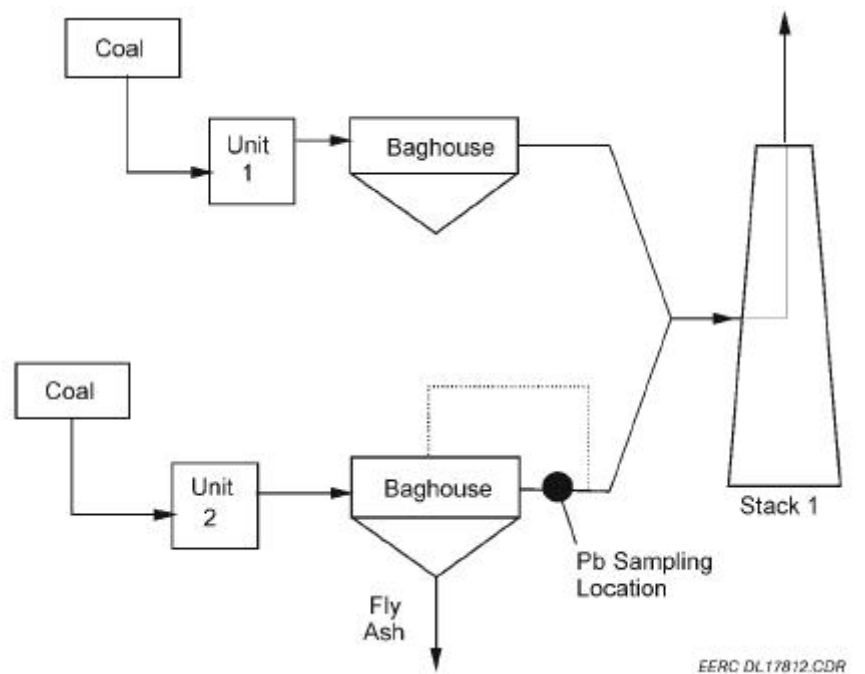 Coal
Unit
1
Baghouse
Coal
Unit
2
Baghouse
Stack 1
Pb Sampling
Location
Fly
Ash
EERC DL17812.CDR